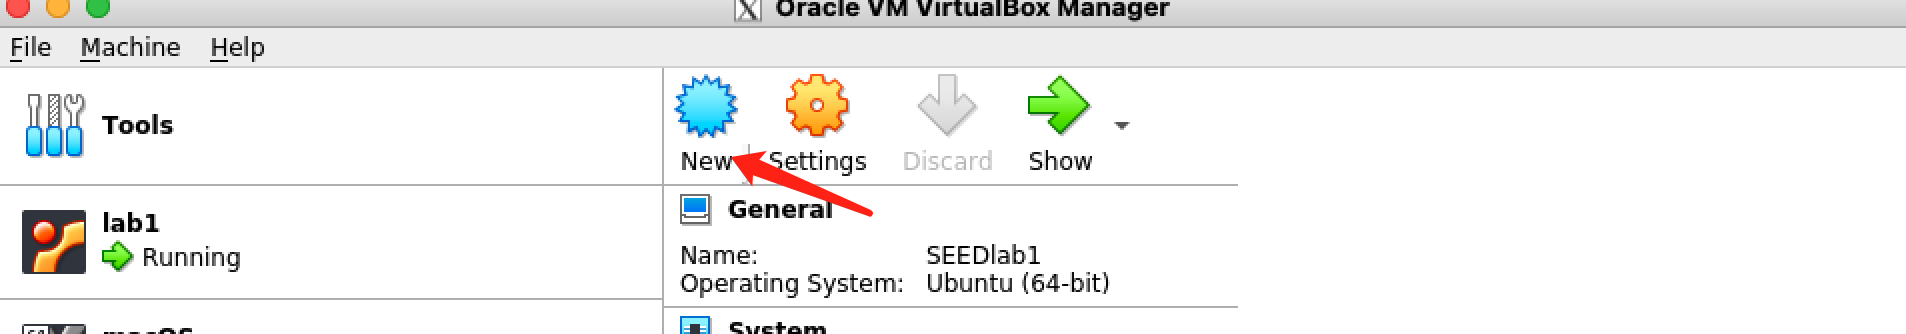 Oracle VM VirtualBox Manager
File Machine Help
Tools
New Settings Discard Show
lab1
Running
General
Name: SEEDlab1
Operating System: Ubuntu (64-bit)
macOS
System